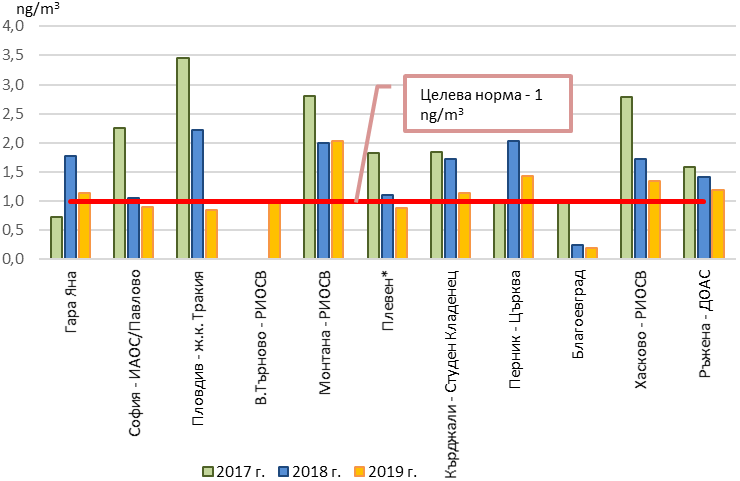 ng/m³
4,0
3,5
3,0
2,5
2,0
1,5
1,0
0,5
0,0
Целева норма - 1
ng/m³
Гара Яна
София - ИАОС/Павлово
Пловдив - ж.к. Тракия
В.Търново - РИОСВ
Монтана - РИОСВ
Плевен*
Кърджали - Студен Кладенец
Перник - Църква
Благоевград
Хасково - РИОСВ
Ръжена - ДОАС
2017 г.
2018 г.
2019 г.